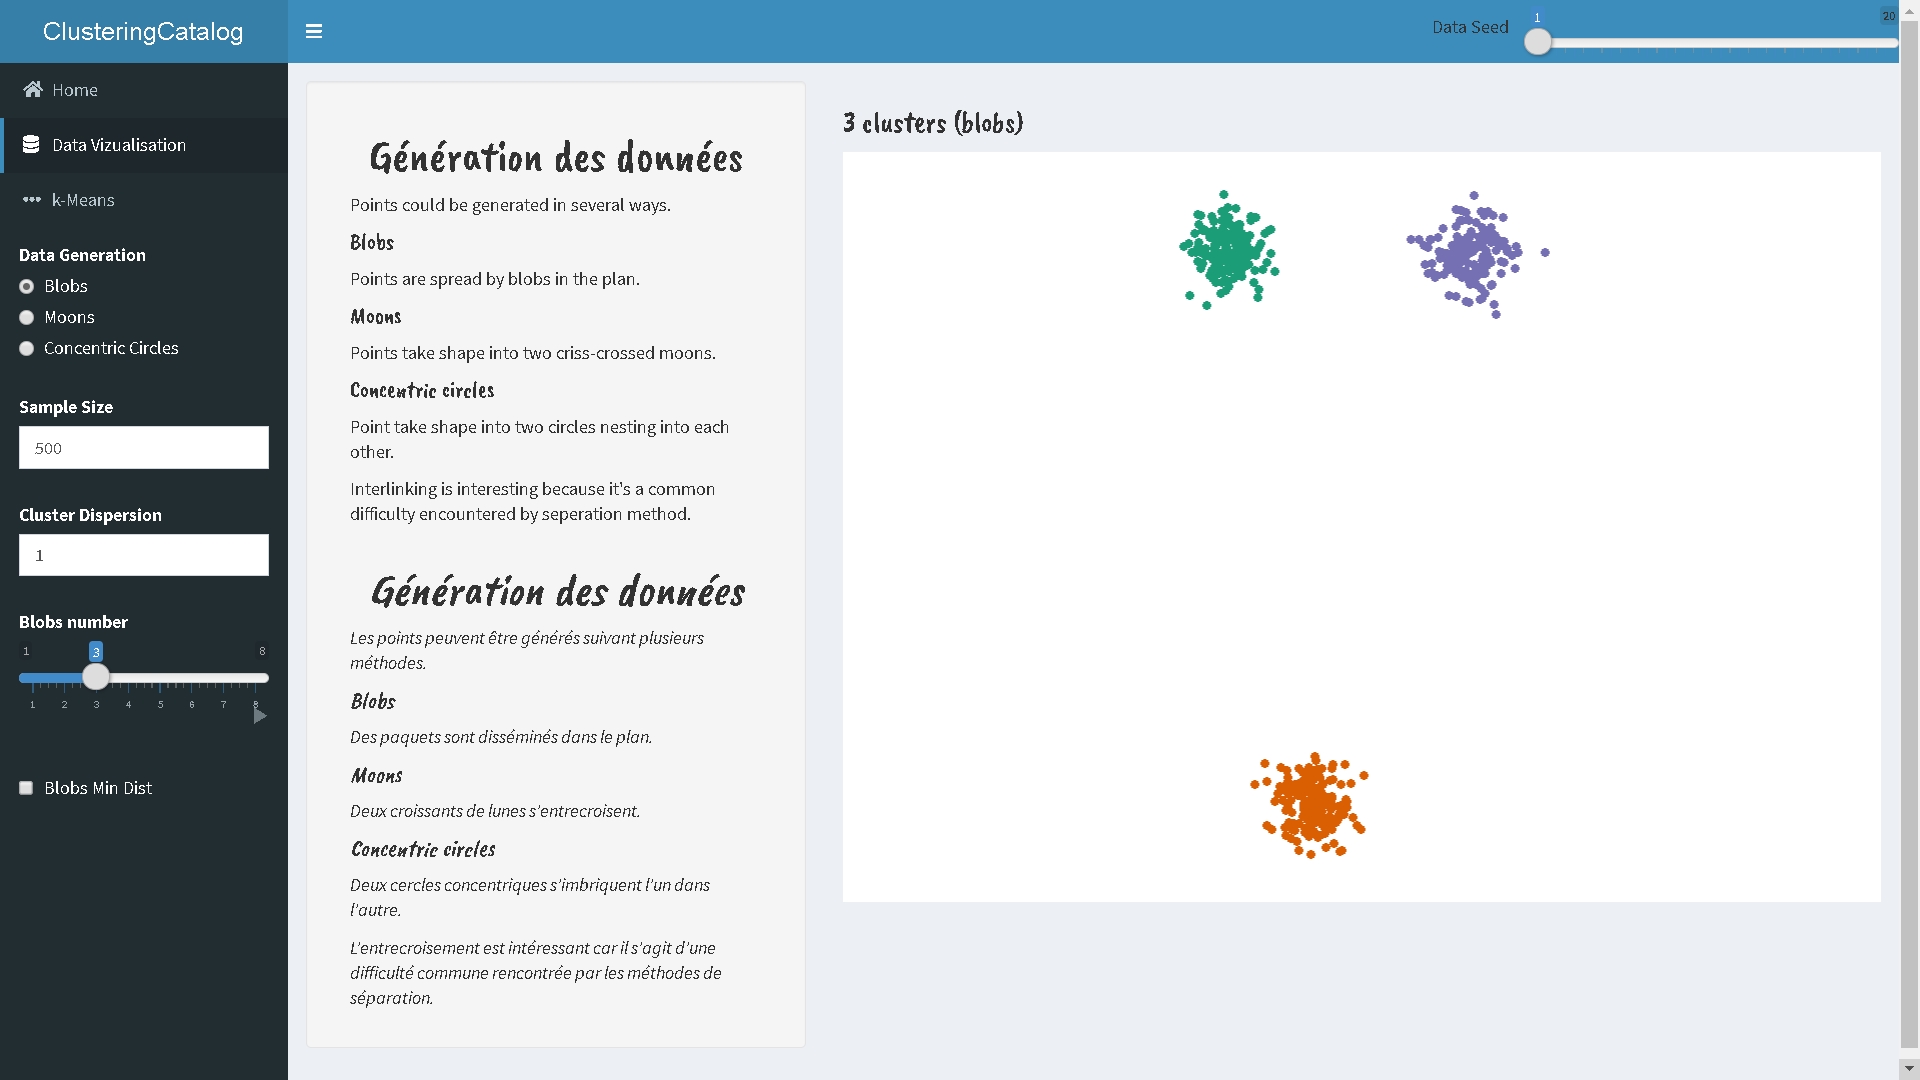 ClusteringCatalog
Data Seed
1
20
Home
Data Vizualisation
k-Means
Data Generation
Blobs
Moons
Concentric Circles
Sample Size
500
Cluster Dispersion
1
Blobs number
1
3
8
1 2 3 4 5 6 7 8
Blobs Min Dist
Génération des données
Points could be generated in several ways.
Blobs
Points are spread by blobs in the plan.
Moons
Points take shape into two criss-crossed moons.
Concentric circles
Point take shape into two circles nesting into each
other.
Interlinking is interesting because it's a common
difficulty encountered by seperation method.
Génération des données
Les points peuvent être générés suivant plusieurs
méthodes.
Blobs
Des paquets sont disséminés dans le plan.
Moons
Deux croissants de lunes s'entrecroisent.
Concentric circles
Deux cercles concentriques s'imbriquent l'un dans
l'autre.
L'entrecroisement est intéressant car il s'agit d'une
difficulté commune rencontrée par les méthodes de
séparation.
3 clusters (blobs)